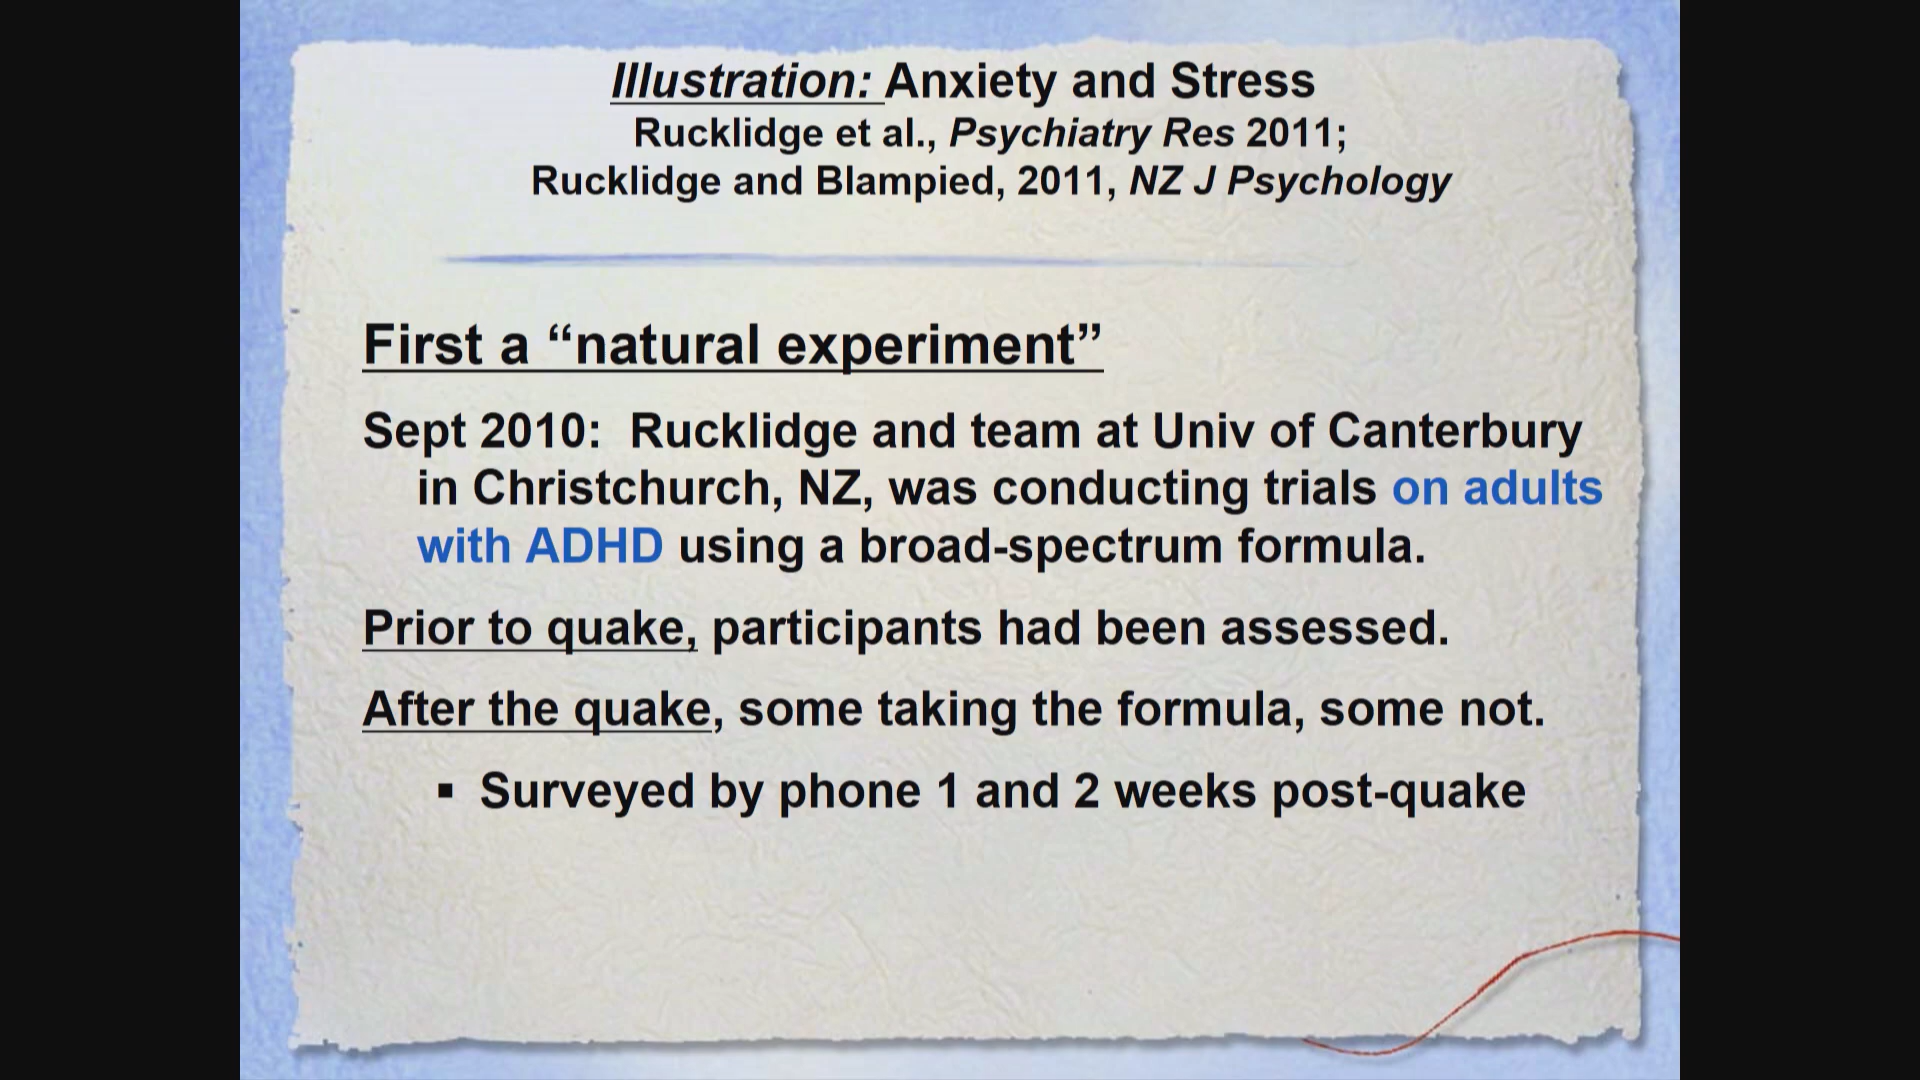 Illustration: Anxiety and Stress
Rucklidge et al., Psychiatry Res 2011;
Rucklidge and Blampied, 2011, NZ J Psychology
First a “natural experiment”
Sept 2010: Rucklidge and team at Univ of Canterbury
in Christchurch, NZ, was conducting trials on adults
with ADHD using a broad-spectrum formula.
Prior to quake, participants had been assessed.
After the quake, some taking the formula, some not.
▪ Surveyed by phone 1 and 2 weeks post-quake